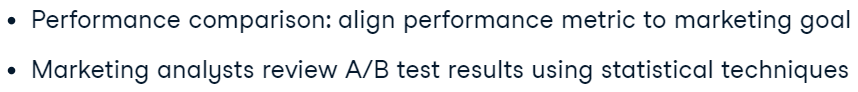 • Performance comparison: align performance metric to marketing goal
• Marketing analysts review A/B test results using statistical techniques